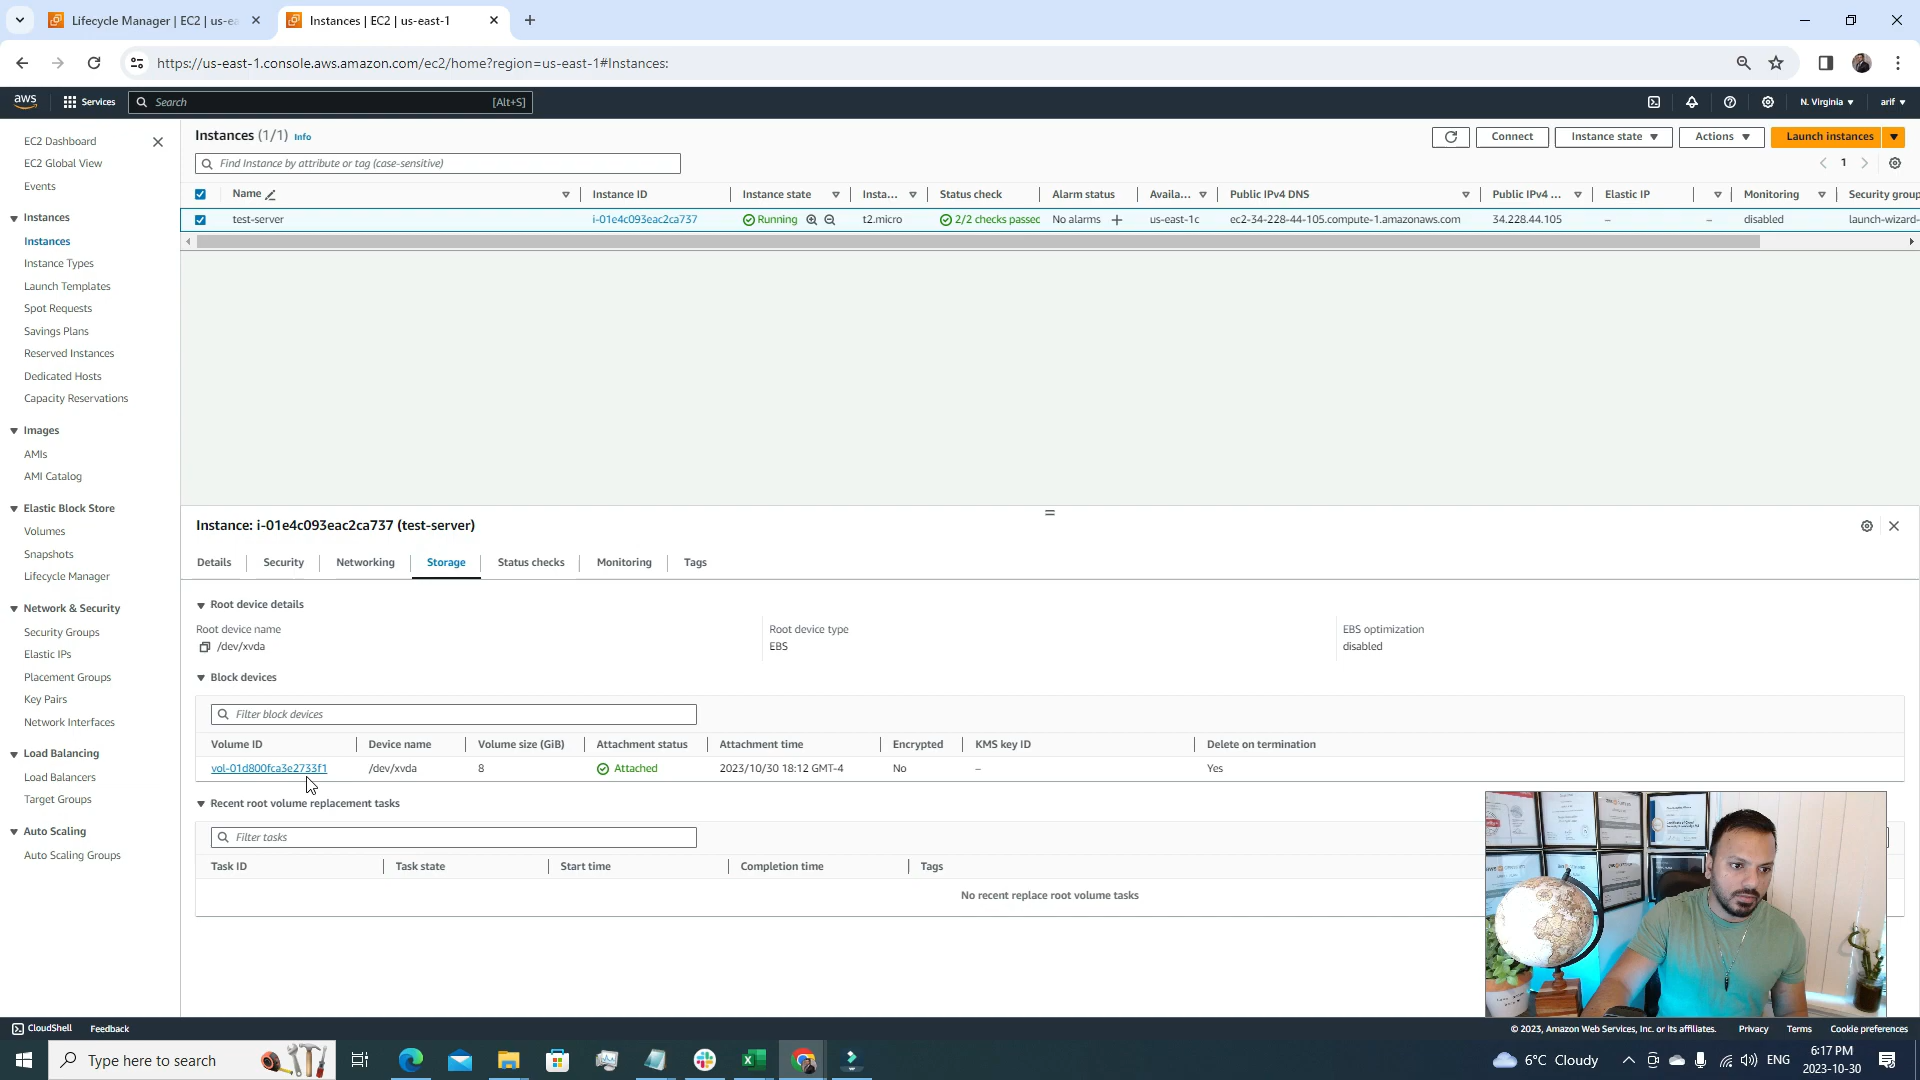 Lifecycle Manager | EC2 | us-ea
Instances | EC2 | us-east-1
https://us-east-1.console.aws.amazon.com/ec2/home?region=us-east-1#Instances:
aws
Services
Search
[Alt+S]
N. Virginia
arif
EC2 Dashboard
EC2 Global View
Events
Instances
Instances
Instance Types
Launch Templates
Spot Requests
Savings Plans
Reserved Instances
Dedicated Hosts
Capacity Reservations
Images
AMIs
AMI Catalog
Elastic Block Store
Volumes
Snapshots
Lifecycle Manager
Network & Security
Security Groups
Elastic IPs
Placement Groups
Key Pairs
Network Interfaces
Load Balancing
Load Balancers
Target Groups
Auto Scaling
Auto Scaling Groups
Instances (1/1) Info
Connect
Instance state
Actions
Launch instances
Find Instance by attribute or tag (case-sensitive)
1
Name Instance ID Instance state Insta... Status check Alarm status Availa... Public IPv4 DNS Public IPv4 ... Elastic IP Monitoring Security group
test-server i-01e4c093eac2ca737 Running t2.micro 2/2 checks passec No alarms + us-east-1c ec2-34-228-44-105.compute-1.amazonaws.com 34.228.44.105 – – disabled launch-wizard-
Instance: i-01e4c093eac2ca737 (test-server)
Details Security Networking Storage Status checks Monitoring Tags
Root device details
Root device name Root device type EBS optimization
/dev/xvda EBS disabled
Block devices
Filter block devices
Volume ID Device name Volume size (GiB) Attachment status Attachment time Encrypted KMS key ID Delete on termination
vol-01d800fca3e2733f1 /dev/xvda 8 Attached 2023/10/30 18:12 GMT-4 No – Yes
Recent root volume replacement tasks
Filter tasks
Task ID Task state Start time Completion time Tags
No recent replace root volume tasks
CloudShell Feedback
© 2023, Amazon Web Services, Inc. or its affiliates. Privacy Terms Cookie preferences
Type here to search
6°C Cloudy
ENG
6:17 PM
2023-10-30